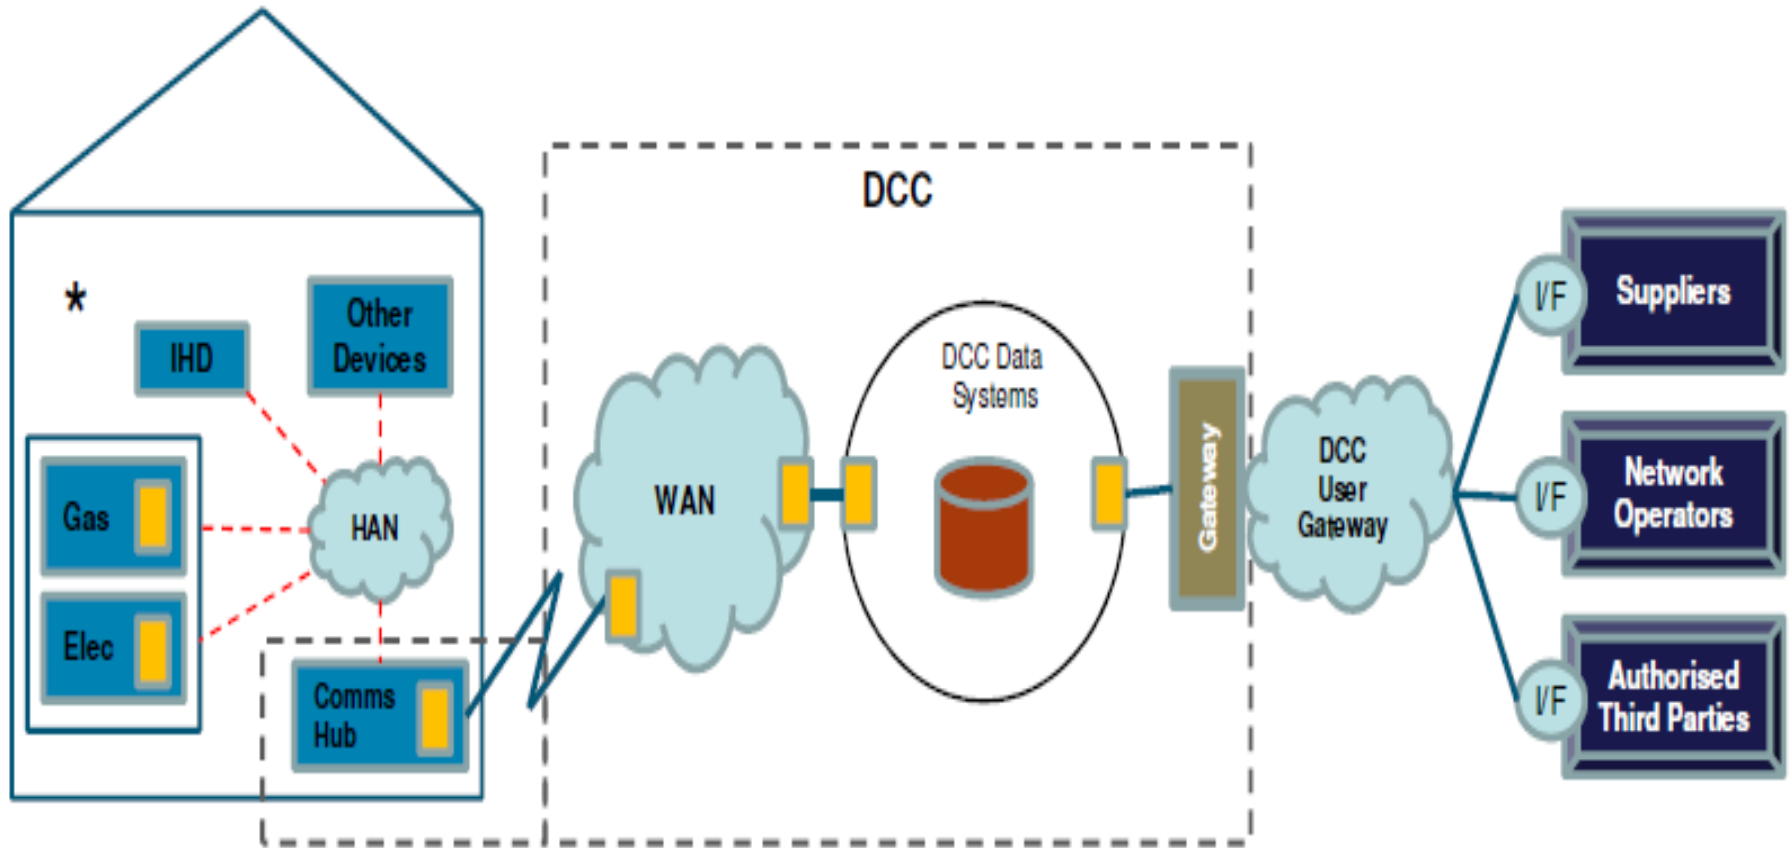 DCC
*
Other
Devices
IHD
Gas
HAN
Elec
Comms
Hub
WAN
DCC Data
Systems
Gateway
DCC
User
Gateway
I/F
Suppliers
I/F
Network
Operators
I/F
Authorised
Third Parties